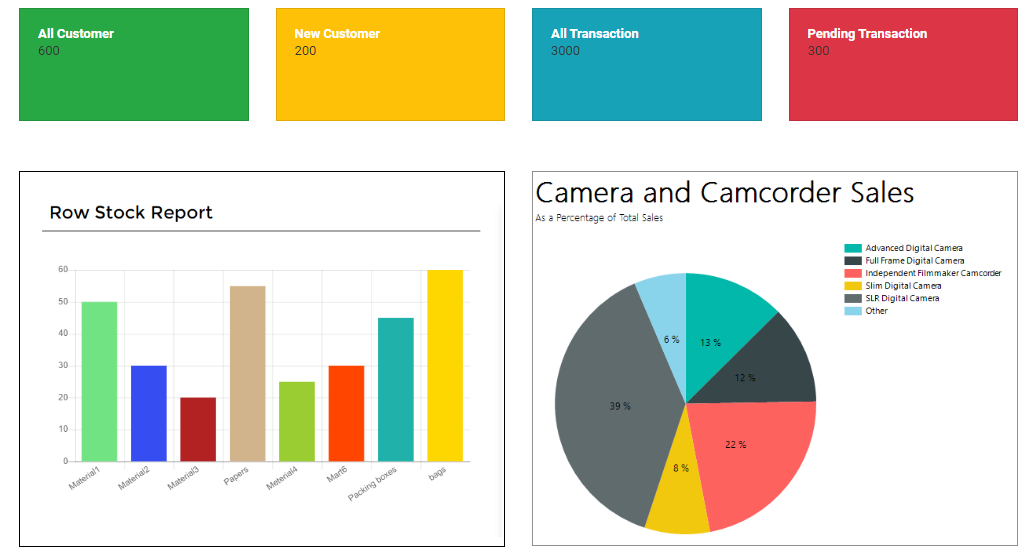 All Customer
600
New Customer
200
All Transaction
3000
Pending Transaction
300
Row Stock Report
60
50
40
30
20
10
0
Material1
Material2
Material3
Papers
Meterial4
Mart6
Packing boxes
bags
Camera and Camcorder Sales
As a Percentage of Total Sales
Advanced Digital Camera
Full Frame Digital Camera
Independent Filmmaker Camcorder
Slim Digital Camera
SLR Digital Camera
Other
6 %
13 %
12 %
39 %
22 %
8 %